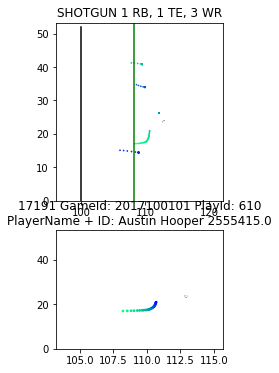 SHOTGUN 1 RB, 1 TE, 3 WR
50
40
30
20
10
0
100 110 120
17191 GameId: 2017100101 PlayId: 610
PlayerName + ID: Austin Hooper 2555415.0
40
20
0
105.0 107.5 110.0 112.5 115.0